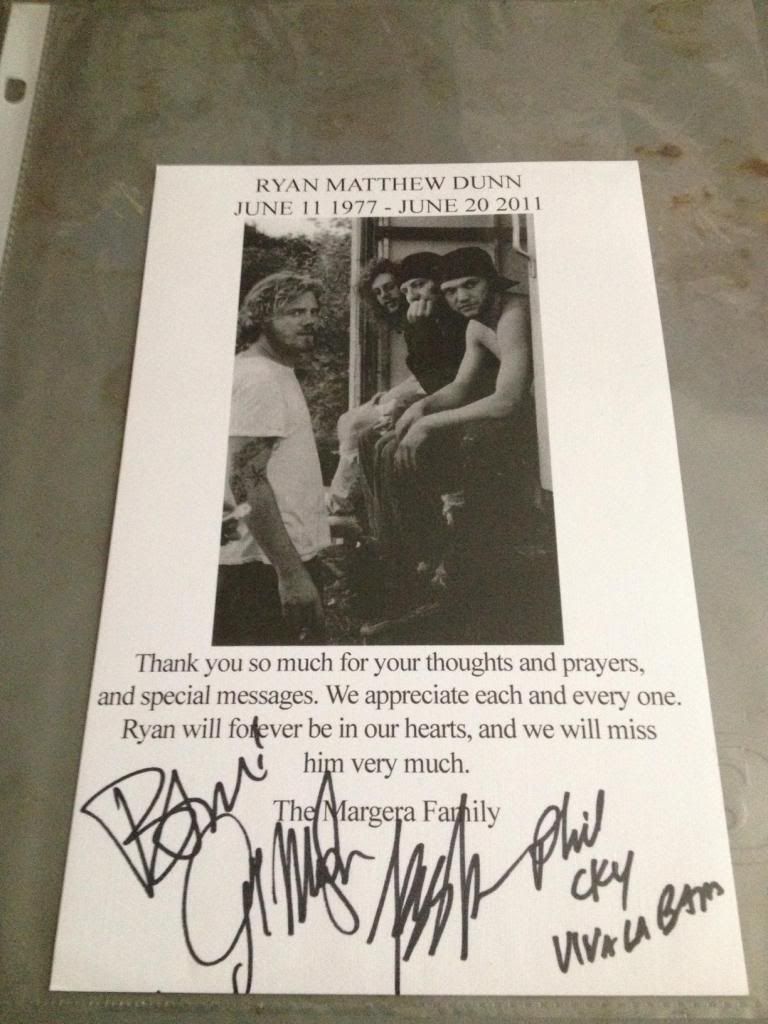 RYAN MATTHEW DUNN
JUNE 11 1977 - JUNE 20 2011
Thank you so much for your thoughts and prayers,
and special messages. We appreciate each and every one.
Ryan will forever be in our hearts, and we will miss
him very much.
The Margera Family
BAM!
Phil
CKY
VIVA LA BAM